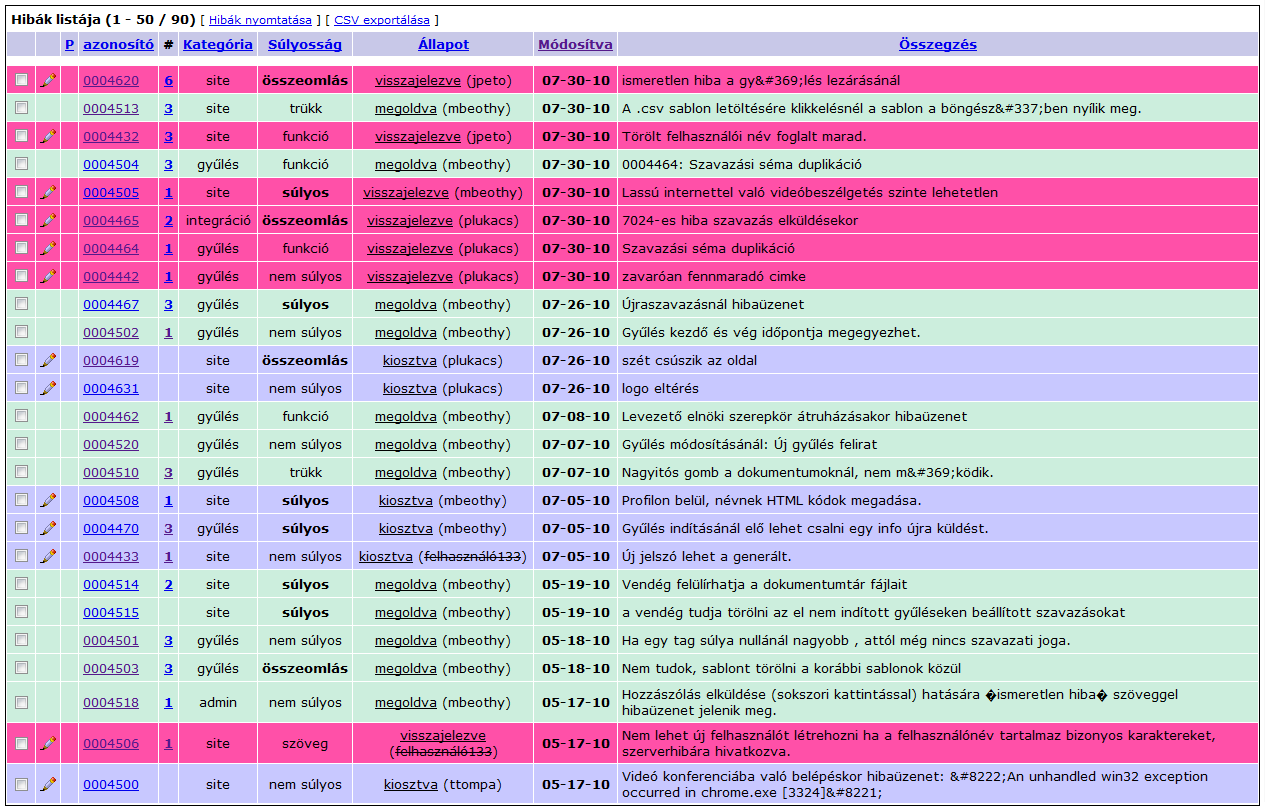 Hibák listája (1 - 50 / 90) [ Hibák nyomtatása ] [ CSV exportálása ]
P azonosító # Kategória Súlyosság Állapot Módosítva Összegzés
0004620 6 site összeomlás visszajelezve (jpeto) 07-30-10 ismeretlen hiba a gy&#369;lés lezárásánál
0004513 3 site trükk megoldva (mbeothy) 07-30-10 A .csv sablon letöltésére klikkelésnél a sablon a böngész&#337;ben nyílik meg.
0004432 3 site funkció visszajelezve (jpeto) 07-30-10 Törölt felhasználói név foglalt marad.
0004504 3 gyűlés funkció megoldva (mbeothy) 07-30-10 0004464: Szavazási séma duplikáció
0004505 1 site súlyos visszajelezve (mbeothy) 07-30-10 Lassú internettel való videóbeszélgetés szinte lehetetlen
0004465 2 integráció összeomlás visszajelezve (plukacs) 07-30-10 7024-es hiba szavazás elküldésekor
0004464 1 gyűlés funkció visszajelezve (plukacs) 07-30-10 Szavazási séma duplikáció
0004442 1 gyűlés nem súlyos visszajelezve (plukacs) 07-30-10 zavaróan fennmaradó cimke
0004467 3 gyűlés súlyos megoldva (mbeothy) 07-26-10 Újraszavazásnál hibaüzenet
0004502 1 gyűlés nem súlyos megoldva (mbeothy) 07-26-10 Gyűlés kezdő és vég időpontja megegyezhet.
0004619 site összeomlás kiosztva (plukacs) 07-26-10 szét csúszik az oldal
0004631 site nem súlyos kiosztva (plukacs) 07-26-10 logo eltérés
0004462 1 gyűlés funkció megoldva (mbeothy) 07-08-10 Levezető elnöki szerepkör átruházásakor hibaüzenet
0004520 gyűlés nem súlyos megoldva (mbeothy) 07-07-10 Gyűlés módosításánál: Új gyűlés felirat
0004510 3 gyűlés trükk megoldva (mbeothy) 07-07-10 Nagyitós gomb a dokumentumoknál, nem m&#369;ködik.
0004508 1 site súlyos kiosztva (mbeothy) 07-05-10 Profilon belül, névnek HTML kódok megadása.
0004470 3 gyűlés súlyos kiosztva (mbeothy) 07-05-10 Gyűlés indításánál elő lehet csalni egy info újra küldést.
0004433 1 site nem súlyos kiosztva (felhasználó133) 07-05-10 Új jelszó lehet a generált.
0004514 2 site súlyos megoldva (mbeothy) 05-19-10 Vendég felülírhatja a dokumentumtár fájlait
0004515 site súlyos megoldva (mbeothy) 05-19-10 a vendég tudja törölni az el nem indított gyűléseken beállított szavazásokat
0004501 3 gyűlés nem súlyos megoldva (mbeothy) 05-18-10 Ha egy tag súlya nullánál nagyobb , attól még nincs szavazati joga.
0004503 3 gyűlés összeomlás megoldva (mbeothy) 05-18-10 Nem tudok, sablont törölni a korábbi sablonok közül
0004518 1 admin nem súlyos megoldva (mbeothy) 05-17-10 Hozzászólás elküldése (sokszori kattintással) hatására �ismeretlen hiba� szöveggel
hibaüzenet jelenik meg.
0004506 1 site szöveg visszajelezve (felhasználó133) 05-17-10 Nem lehet új felhasználót létrehozni ha a felhasználónév tartalmaz bizonyos karaktereket,
szerverhibára hivatkozva.
0004500 site nem súlyos kiosztva (ttompa) 05-17-10 Videó konferenciába való belépéskor hibaüzenet: &#8222;An unhandled win32 exception
occurred in chrome.exe [3324]&#8221;